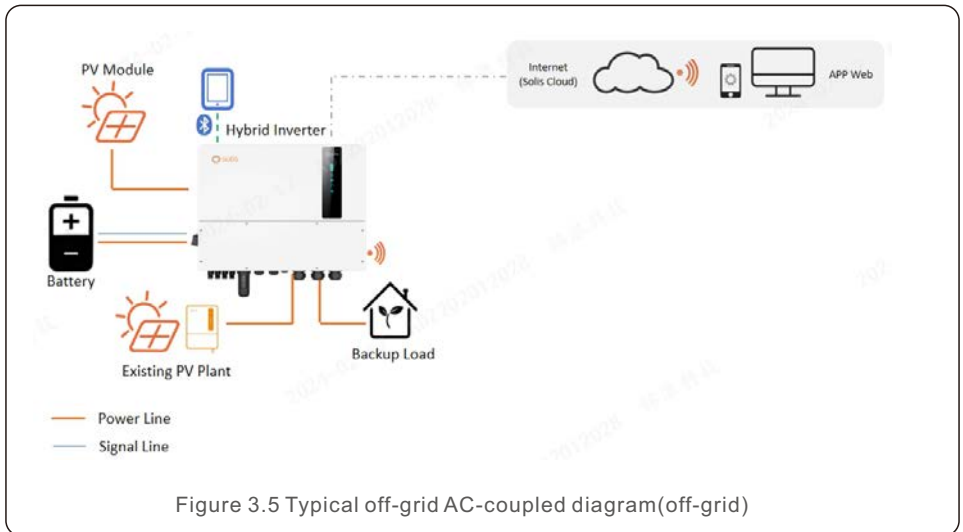 PV Module
Hybrid Inverter
Solis
Internet
(Solis Cloud)
APP Web
Battery
Existing PV Plant
Backup Load
Power Line
Signal Line
Figure 3.5 Typical off-grid AC-coupled diagram(off-grid)